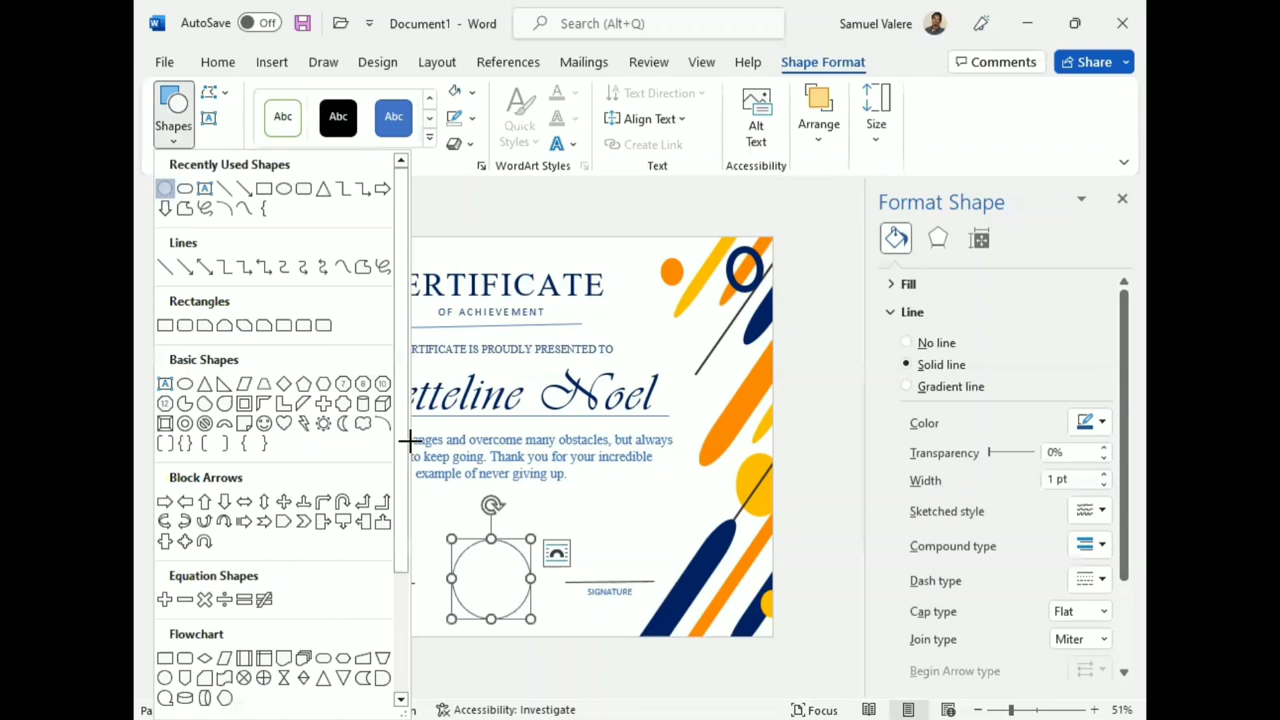 AutoSave Off Document1 - Word Search (Alt+Q) Samuel Valere
File Home Insert Draw Design Layout References Mailings Review View Help Shape Format Comments Share
Shapes
Abc Abc Abc
Quick
Styles
WordArt Styles
Text Direction
Align Text
Create Link
Text
Alt
Text
Accessibility
Arrange
Size
Recently Used Shapes
Lines
Rectangles
Basic Shapes
Block Arrows
Equation Shapes
Flowchart
ERTIFICATE
OF ACHIEVEMENT
RTIFICATE IS PROUDLY PRESENTED TO
etteline Noel
nges and overcome many obstacles, but always
to keep going. Thank you for your incredible
example of never giving up.
SIGNATURE
Format Shape
Fill
Line
No line
Solid line
Gradient line
Color
Transparency 0%
Width 1 pt
Sketched style
Compound type
Dash type
Cap type Flat
Join type Miter
Begin Arrow type
Pa
Accessibility: Investigate Focus 51%